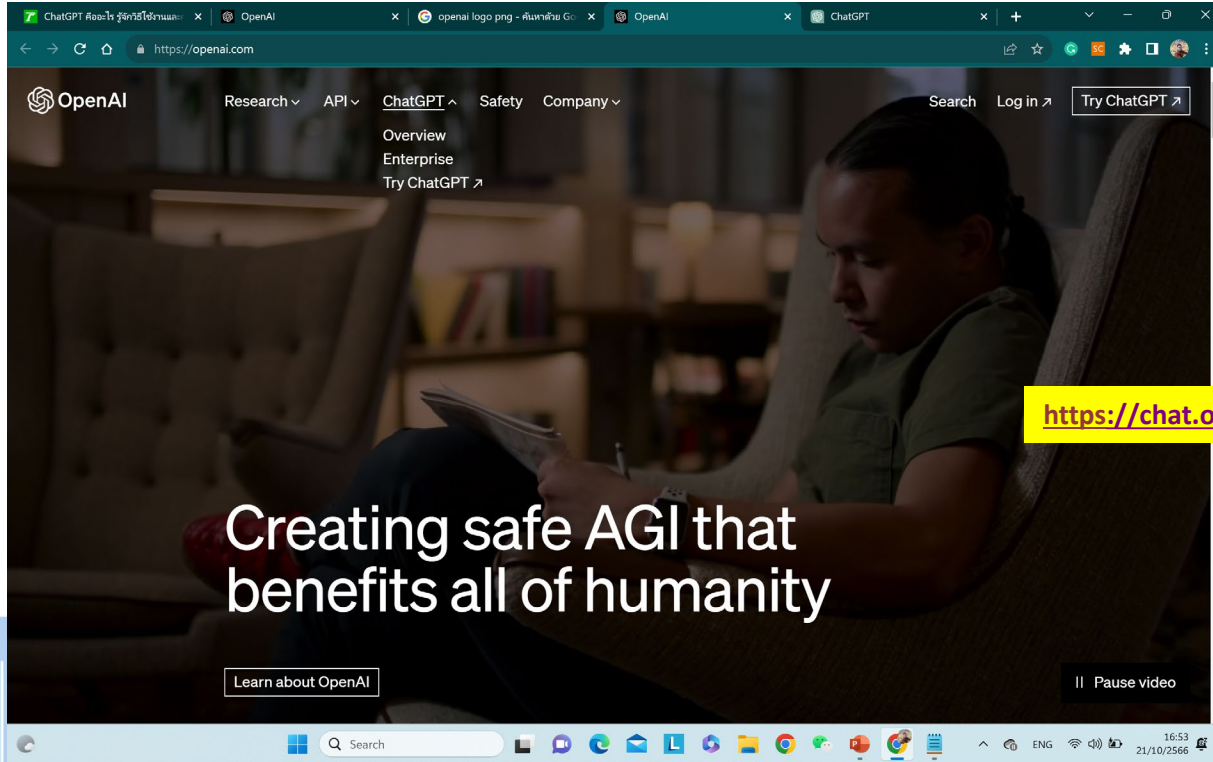 ChatGPT คืออะไร รู้จักวิธีใช้งานและ
OpenAI
openai logo png - ค้นหาด้วย Go
OpenAI
ChatGPT
https://openai.com
OpenAI
Research
API
ChatGPT
Safety
Company
Search
Log in
Try ChatGPT
Overview
Enterprise
Try ChatGPT
https://chat.o
Creating safe AGI that
benefits all of humanity
Learn about OpenAI
Pause video
Search
ENG
16:53
21/10/2566